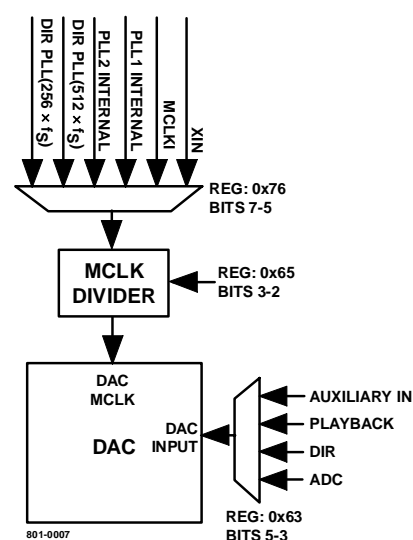 DIR PLL(256 × fS)
DIR PLL(512 × fS)
PLL2 INTERNAL
PLL1 INTERNAL
MCLKI
XIN
REG: 0x76
BITS 7-5
MCLK
DIVIDER
REG: 0x65
BITS 3-2
DAC
MCLK
DAC
DAC
INPUT
AUXILIARY IN
PLAYBACK
DIR
ADC
REG: 0x63
BITS 5-3
801-0007